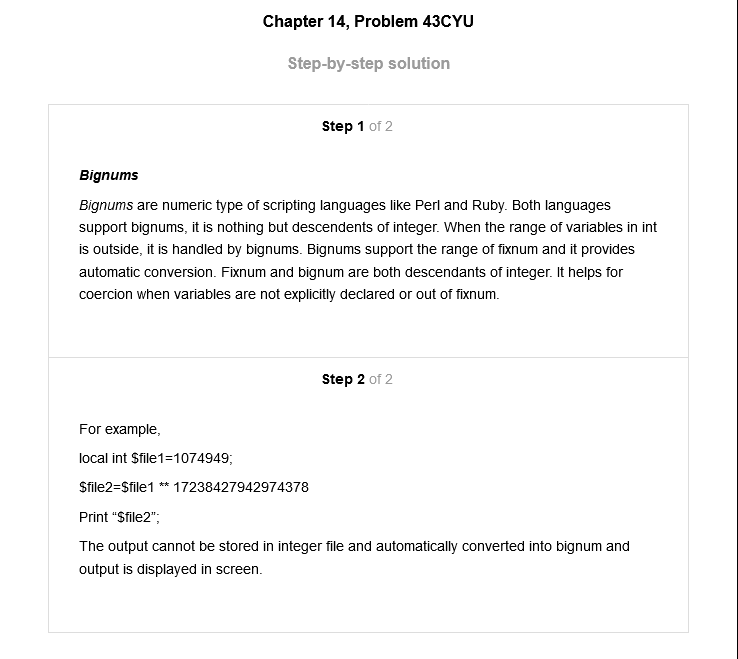 Chapter 14, Problem 43CYU
Step-by-step solution
Step 1 of 2
Bignums
Bignums are numeric type of scripting languages like Perl and Ruby. Both languages
support bignums, it is nothing but descendents of integer. When the range of variables in int
is outside, it is handled by bignums. Bignums support the range of fixnum and it provides
automatic conversion. Fixnum and bignum are both descendants of integer. It helps for
coercion when variables are not explicitly declared or out of fixnum.
Step 2 of 2
For example,
local int $file1=1074949;
$file2=$file1 ** 17238427942974378
Print “$file2”;
The output cannot be stored in integer file and automatically converted into bignum and
output is displayed in screen.